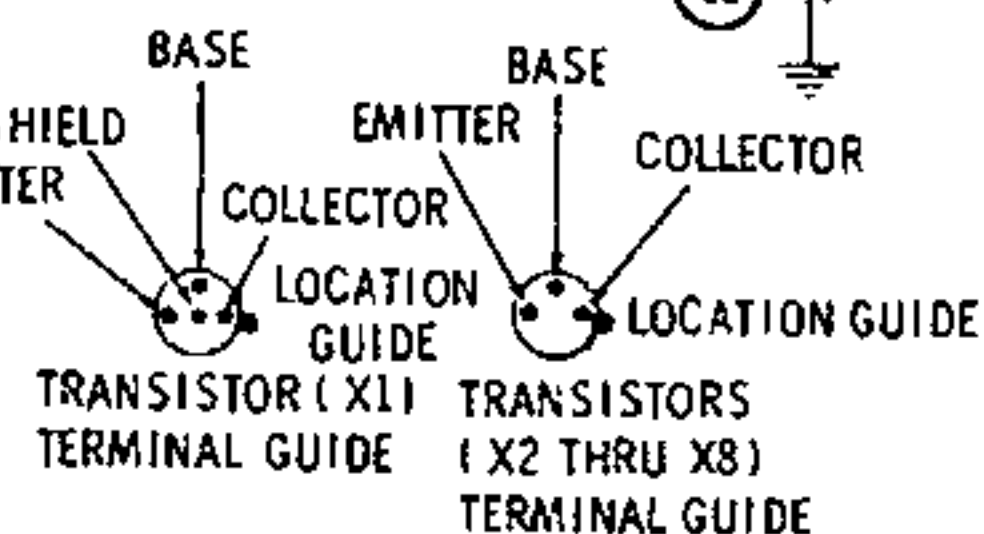 BASE
HIELD
TER
COLLECTOR
LOCATION
GUIDE
TRANSISTOR (X1)
TERMINAL GUIDE
BASE
EMITTER
COLLECTOR
LOCATION GUIDE
TRANSISTORS
(X2 THRU X8)
TERMINAL GUIDE